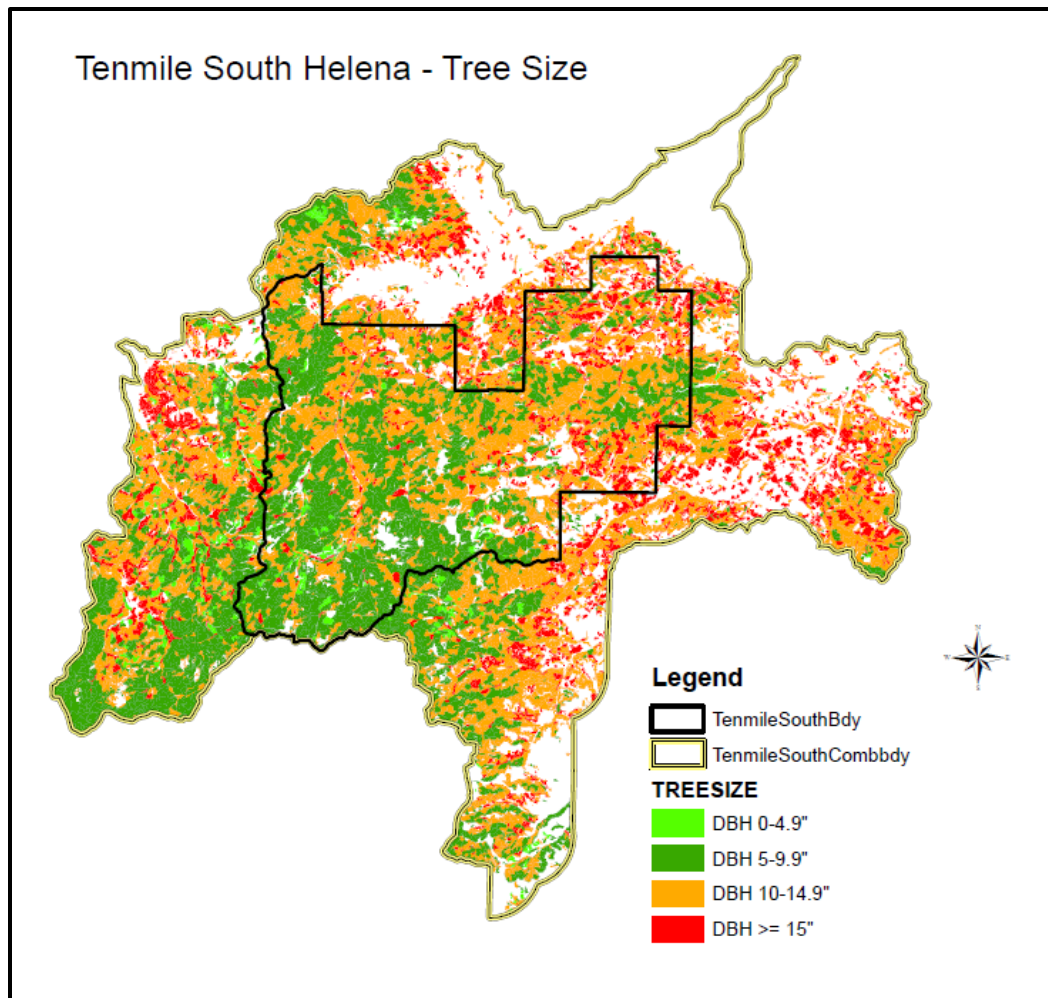 Tenmile South Helena - Tree Size
N
W
E
S
Legend
TenmileSouthBdy
TenmileSouthCombbdy
TREESIZE
DBH 0-4.9"
DBH 5-9.9"
DBH 10-14.9"
DBH >= 15"